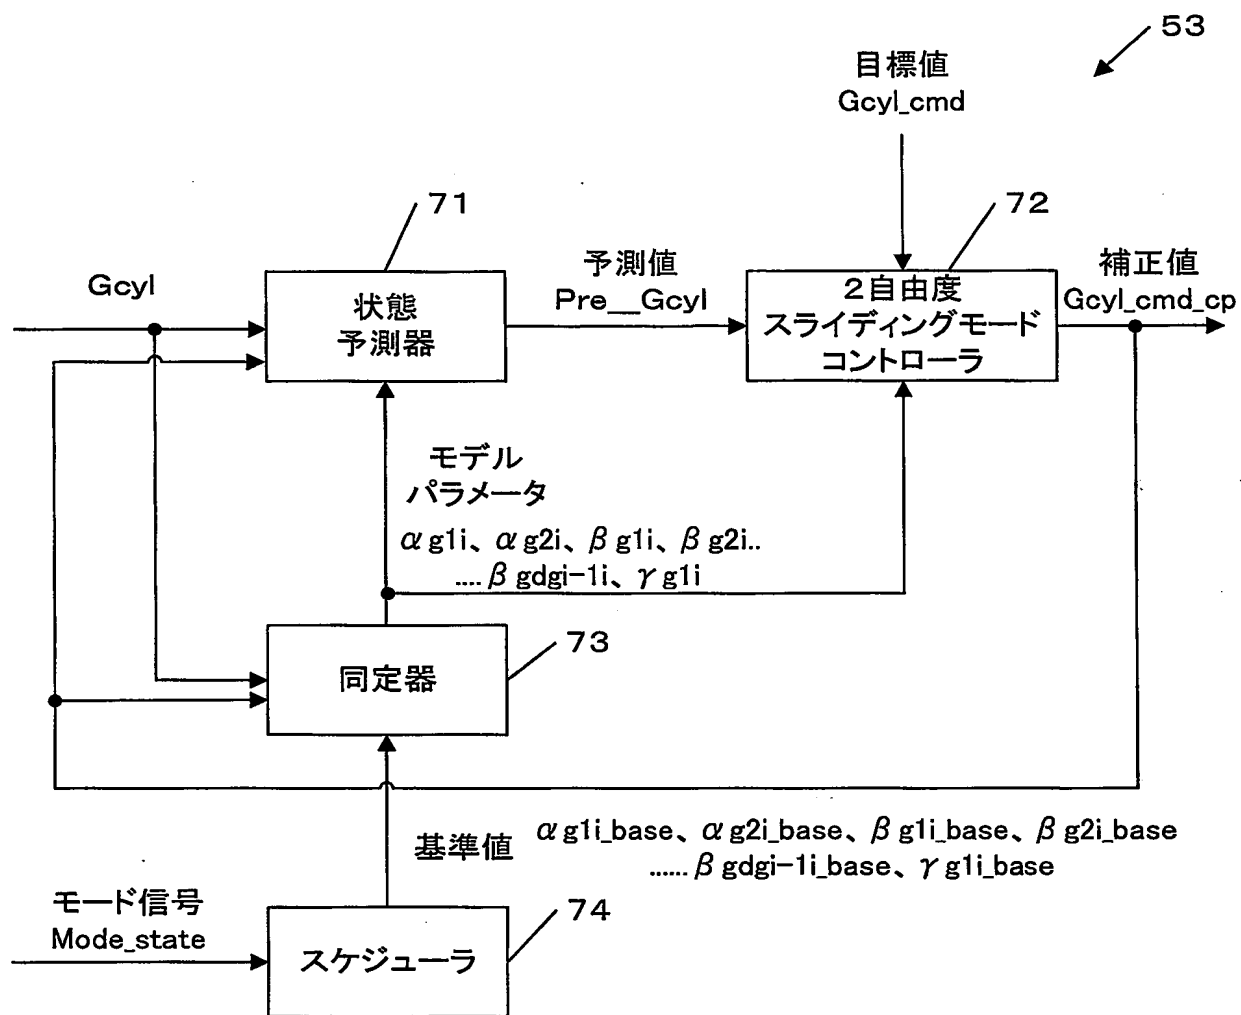 53
目標値
Gcyl_cmd
71
72
Gcyl
状態
予測器
予測値
Pre__Gcyl
2自由度
スライディングモード
コントローラ
補正値
Gcyl_cmd_cp
モデル
パラメータ
αg1i、αg2i、βg1i、βg2i..
....βgdgi-1i、γg1i
73
同定器
基準値
αg1i_base、αg2i_base、βg1i_base、βg2i_base
......βgdgi-1i_base、γg1i_base
モード信号
Mode_state
74
スケジューラ